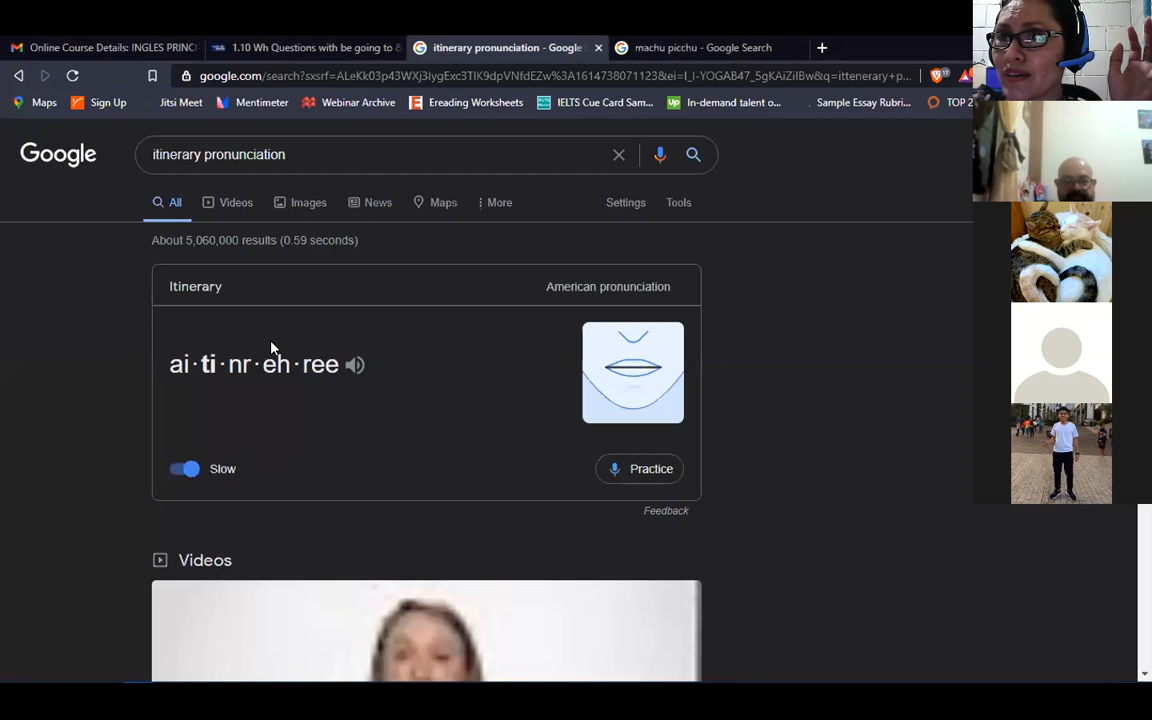 Online Course Details: INGLES PRINC
1.10 Wh Questions with be going to &
itinerary pronunciation - Google
machu picchu - Google Search
google.com/search?sxsrf=ALeKk03p43WXj3iygExc3TIK9dpVNfdEZw%3A1614738071123&ei=I_I-YOGAB47_5gKAiZiIBw&q=ittenerary+p...
Maps
Sign Up
Jitsi Meet
Mentimeter
Webinar Archive
Ereading Worksheets
IELTS Cue Card Sam...
In-demand talent o...
Sample Essay Rubri...
TOP 2
Google
itinerary pronunciation
All
Videos
Images
News
Maps
More
Settings
Tools
About 5,060,000 results (0.59 seconds)
Itinerary
American pronunciation
ai·ti·nr·eh·ree
Slow
Practice
Feedback
Videos